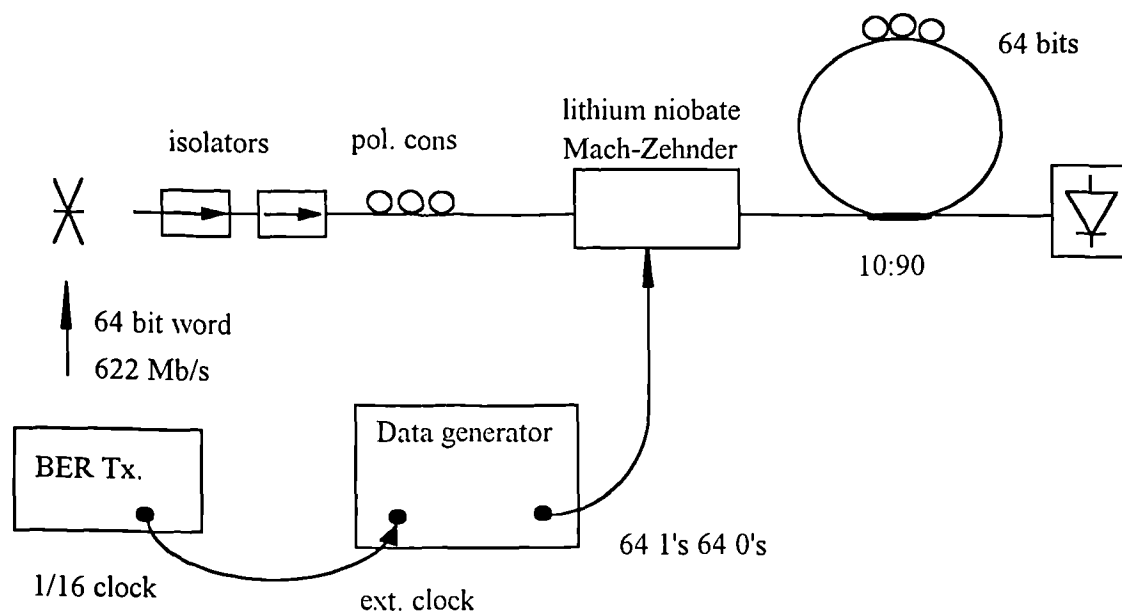 64 bits
lithium niobate
Mach-Zehnder
isolators
pol. cons
10:90
64 bit word
622 Mb/s
BER Tx.
Data generator
64 1's 64 0's
1/16 clock
ext. clock